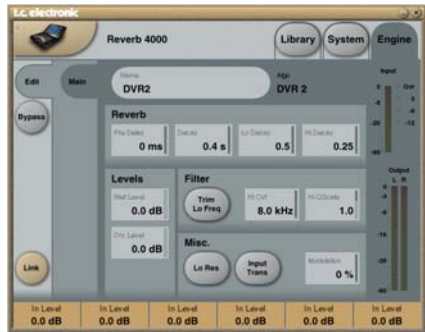 t.c. electronic
Reverb 4000
Library
System
Engine
Edit
Main
Name
DVR2
Algo
DVR 2
Bypass
Reverb
Pre Delay
0 ms
Decay
0.4 s
Lo Decay
0.5
Hi Decay
0.25
Levels
Wet Level
0.0 dB
Dry Level
0.0 dB
Filter
Trim
Lo Freq
Hi Cut
8.0 kHz
1.0
Misc.
Lo Res
Input
Trans
Modulation
0 %
Link
Input
Output
L R
In Level
0.0 dB
In Level
0.0 dB
In Level
0.0 dB
In Level
0.0 dB
In Level
0.0 dB
In Level
0.0 dB